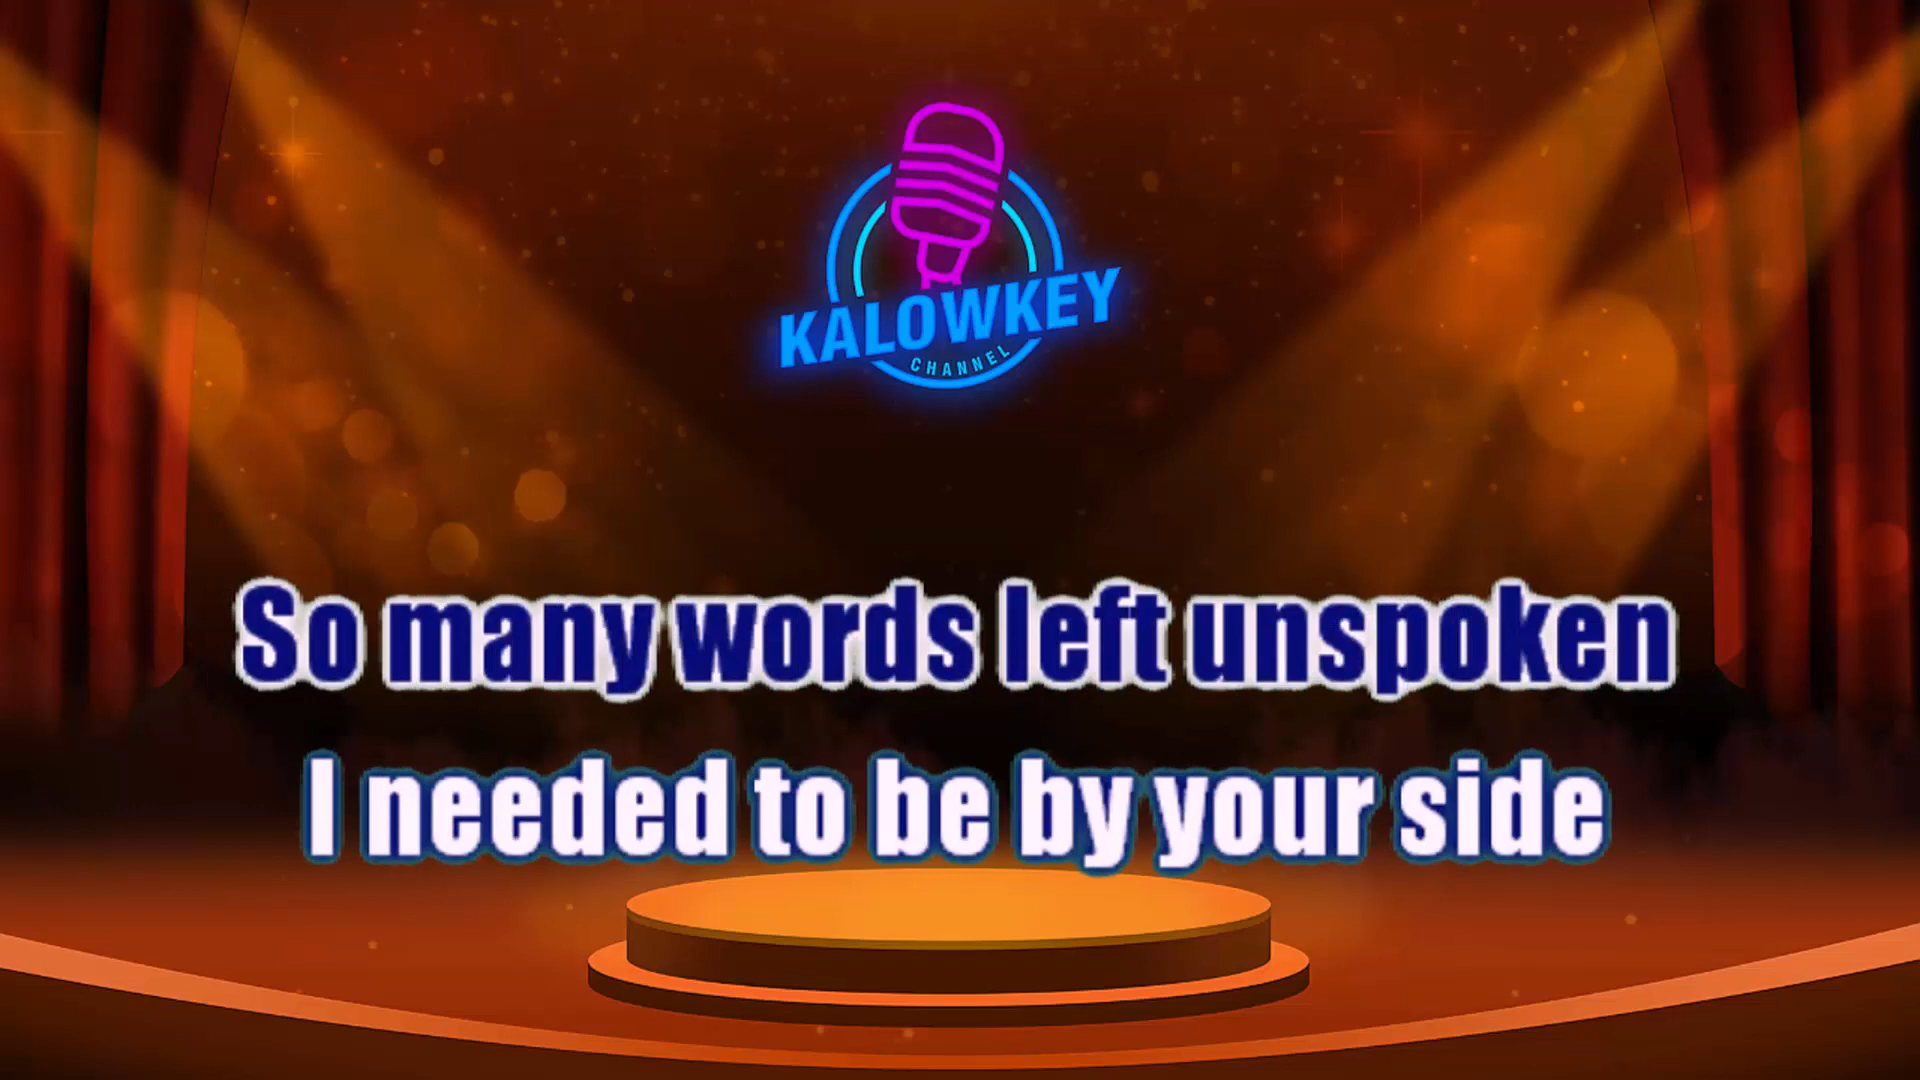 KALOWKEY
CHANNEL
So many words left unspoken
I needed to be by your side